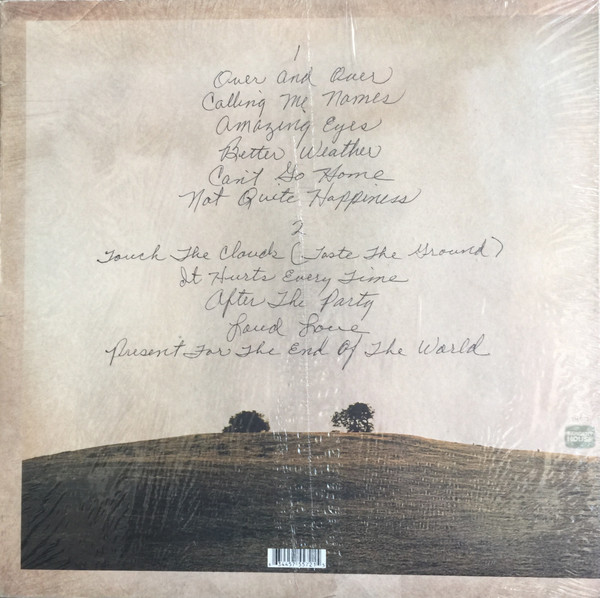 1
Over And Over
Calling Me Names
Amazing Eyes
Better Weather
Can't Go Home
Not Quite Happiness
2
Touch The Clouds (Taste The Ground)
It Hurts Every Time
After The Party
Loud Love
Present For The End Of The World